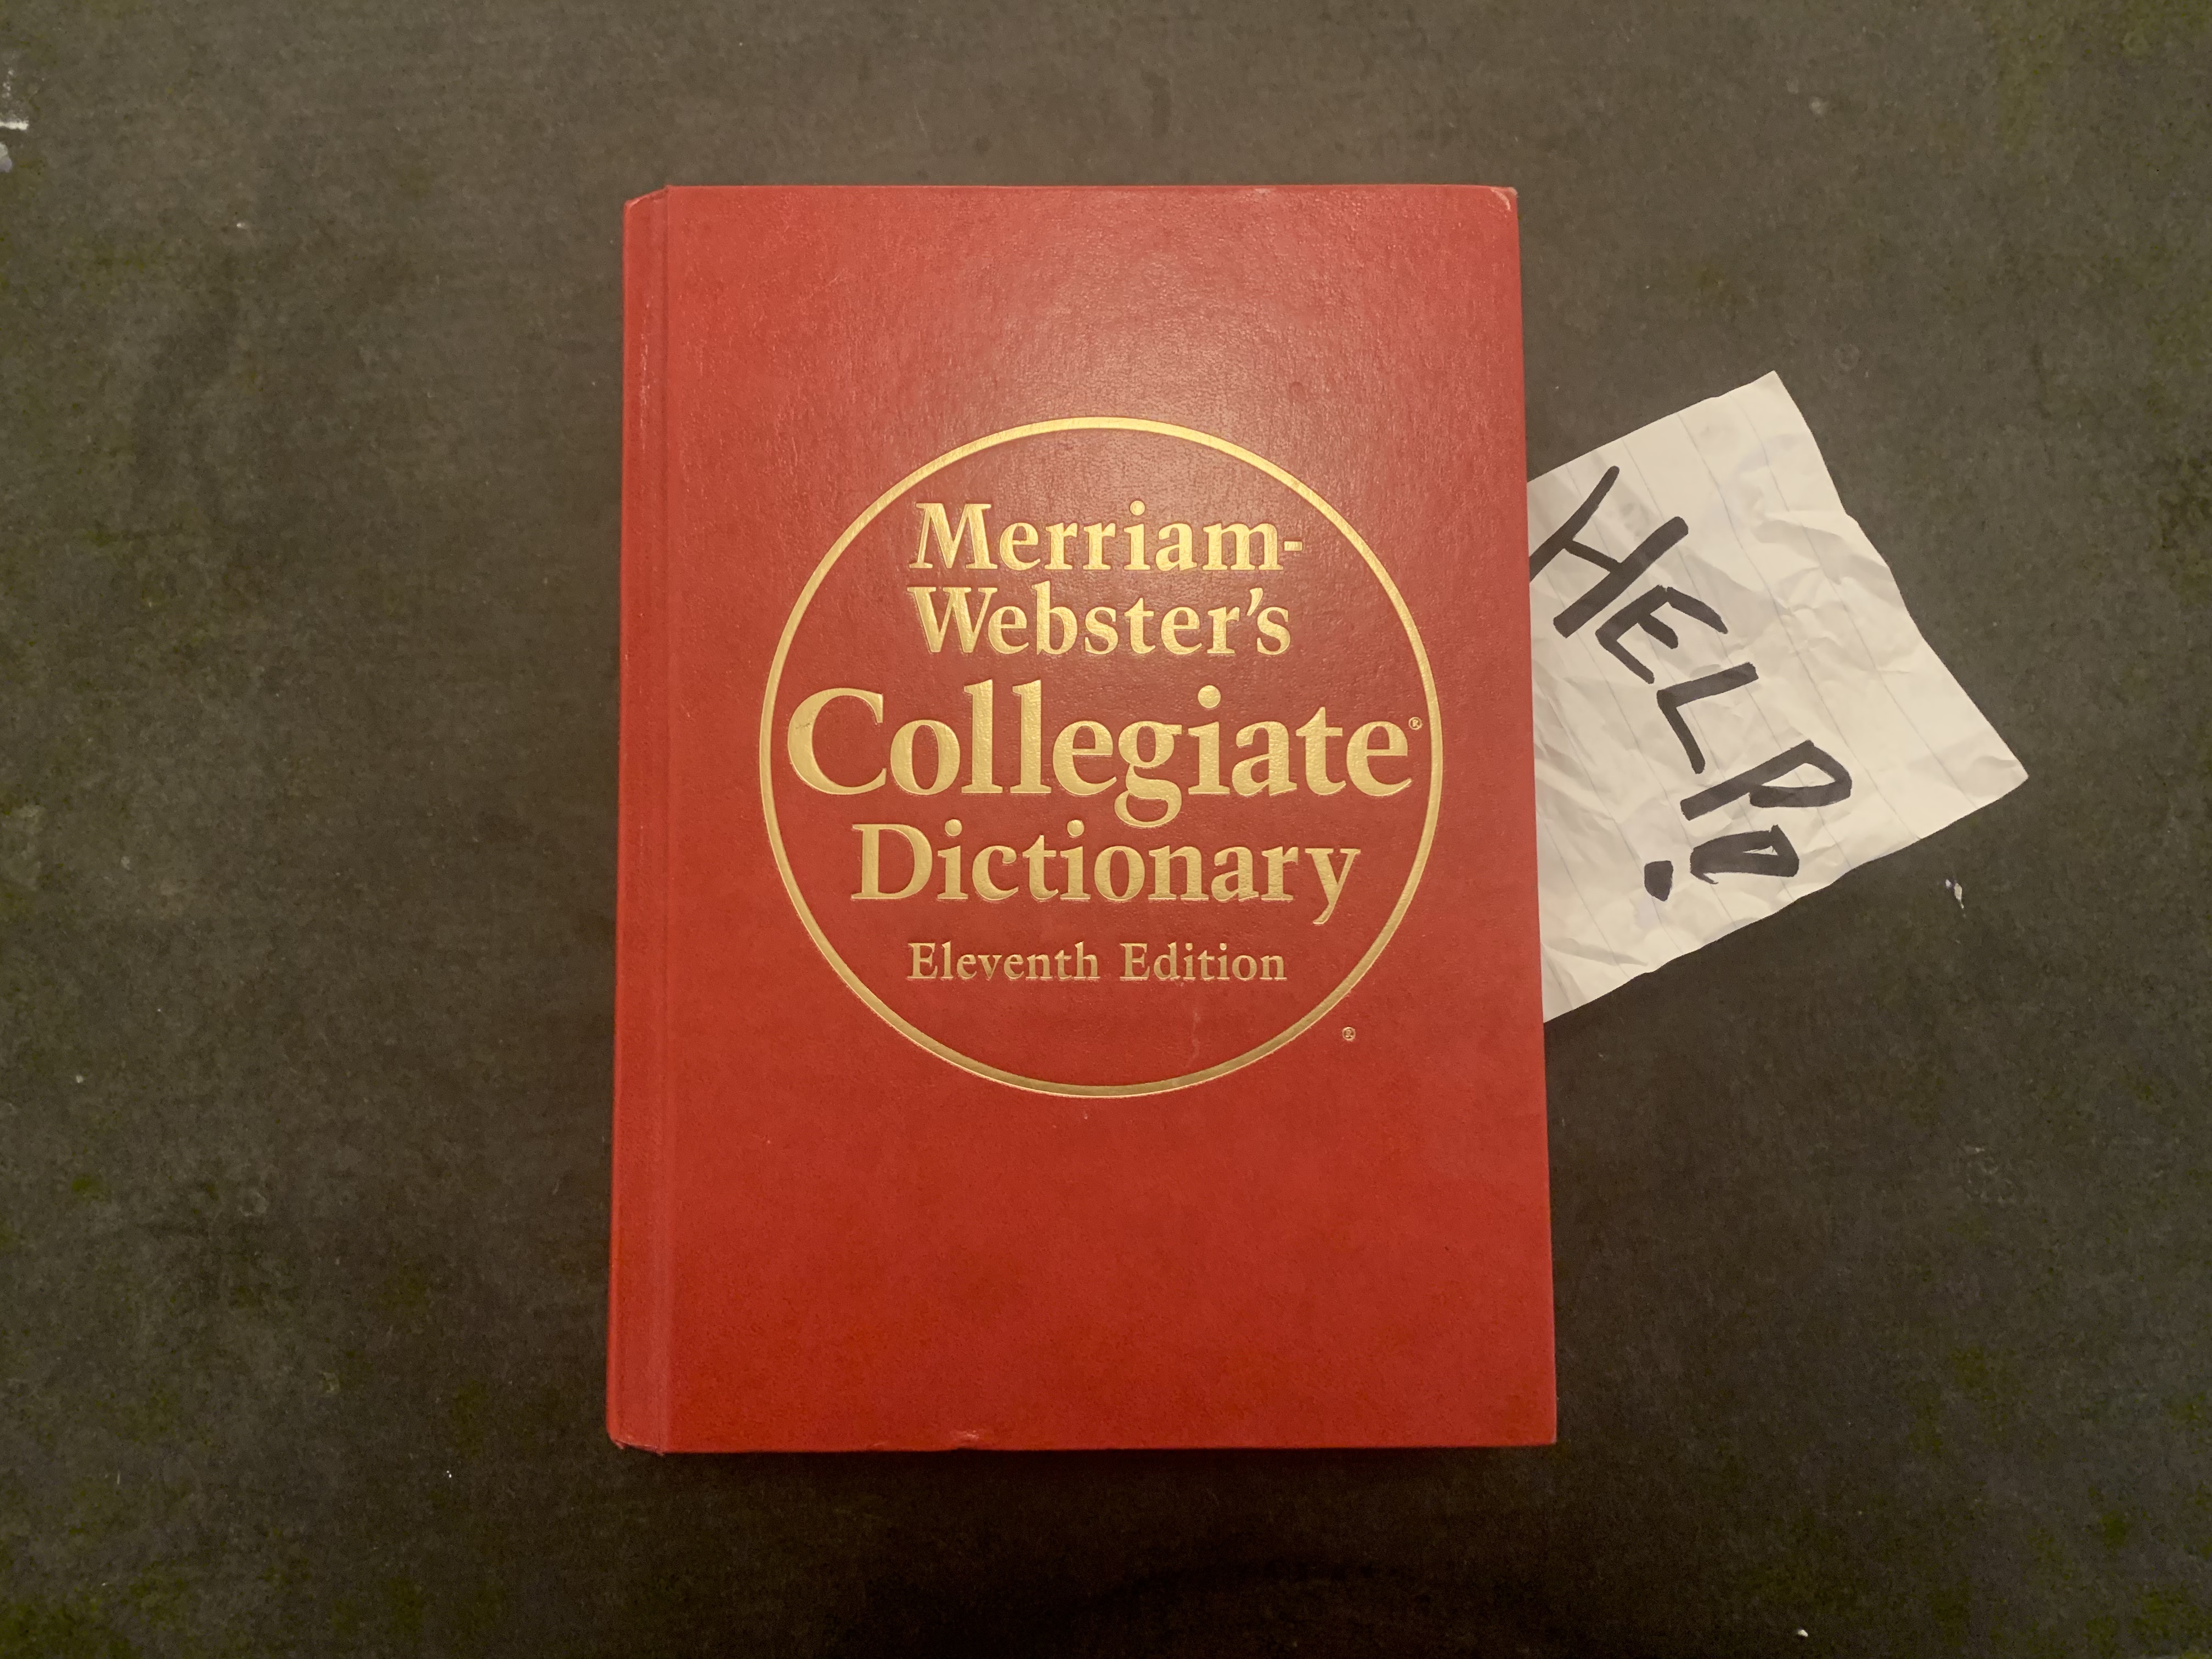 Merriam-
Webster's
Collegiate®
Dictionary
Eleventh Edition
®
HELP!